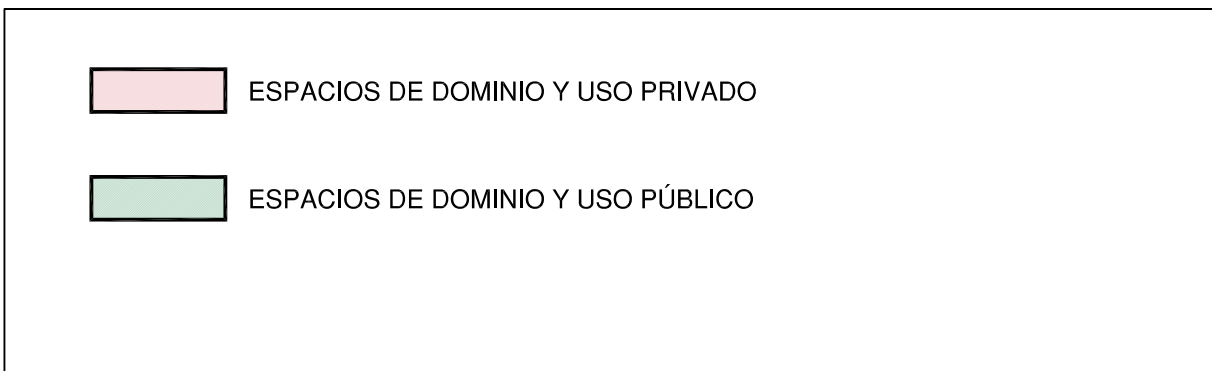 ESPACIOS DE DOMINIO Y USO PRIVADO
ESPACIOS DE DOMINIO Y USO PÚBLICO